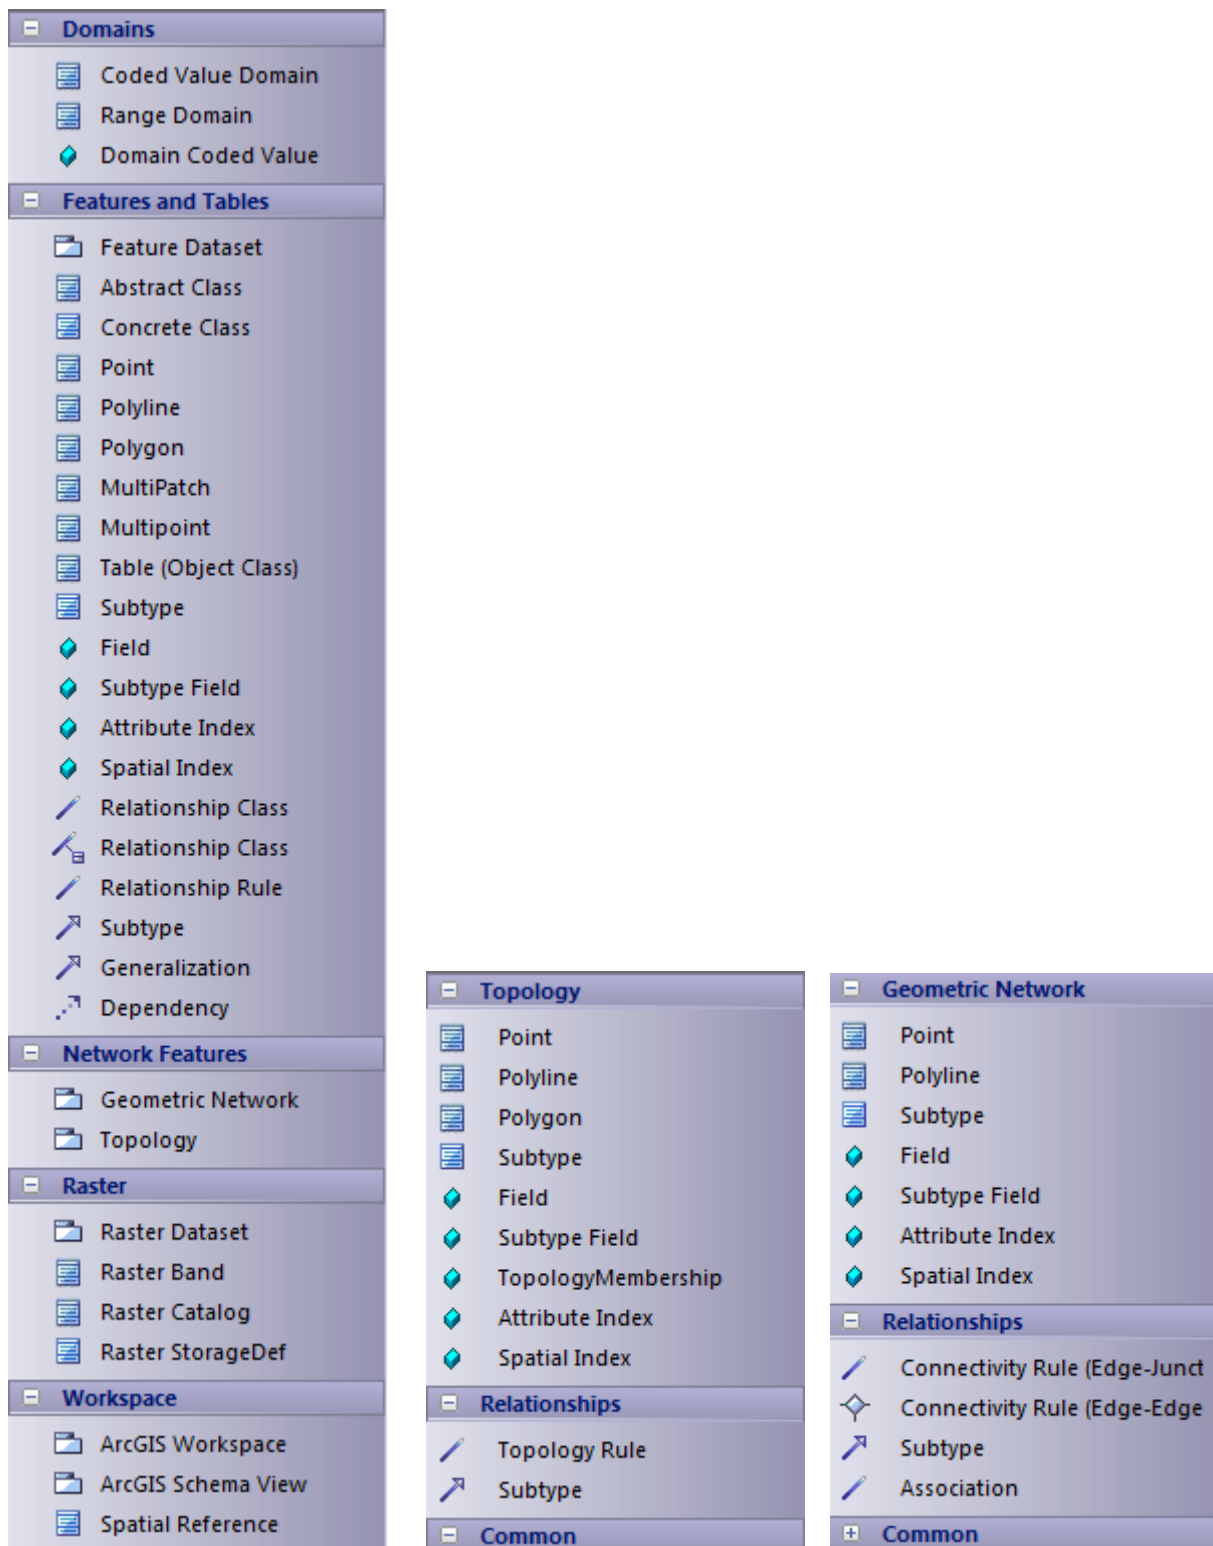 Domains
Coded Value Domain
Range Domain
Domain Coded Value
Features and Tables
Feature Dataset
Abstract Class
Concrete Class
Point
Polyline
Polygon
MultiPatch
Multipoint
Table (Object Class)
Subtype
Field
Subtype Field
Attribute Index
Spatial Index
Relationship Class
Relationship Class
Relationship Rule
Subtype
Generalization
Dependency
Network Features
Geometric Network
Topology
Raster
Raster Dataset
Raster Band
Raster Catalog
Raster StorageDef
Workspace
ArcGIS Workspace
ArcGIS Schema View
Spatial Reference
Topology
Point
Polyline
Polygon
Subtype
Field
Subtype Field
TopologyMembership
Attribute Index
Spatial Index
Relationships
Topology Rule
Subtype
Common
Geometric Network
Point
Polyline
Subtype
Field
Subtype Field
Attribute Index
Spatial Index
Relationships
Connectivity Rule (Edge-Junct
Connectivity Rule (Edge-Edge
Subtype
Association
Common